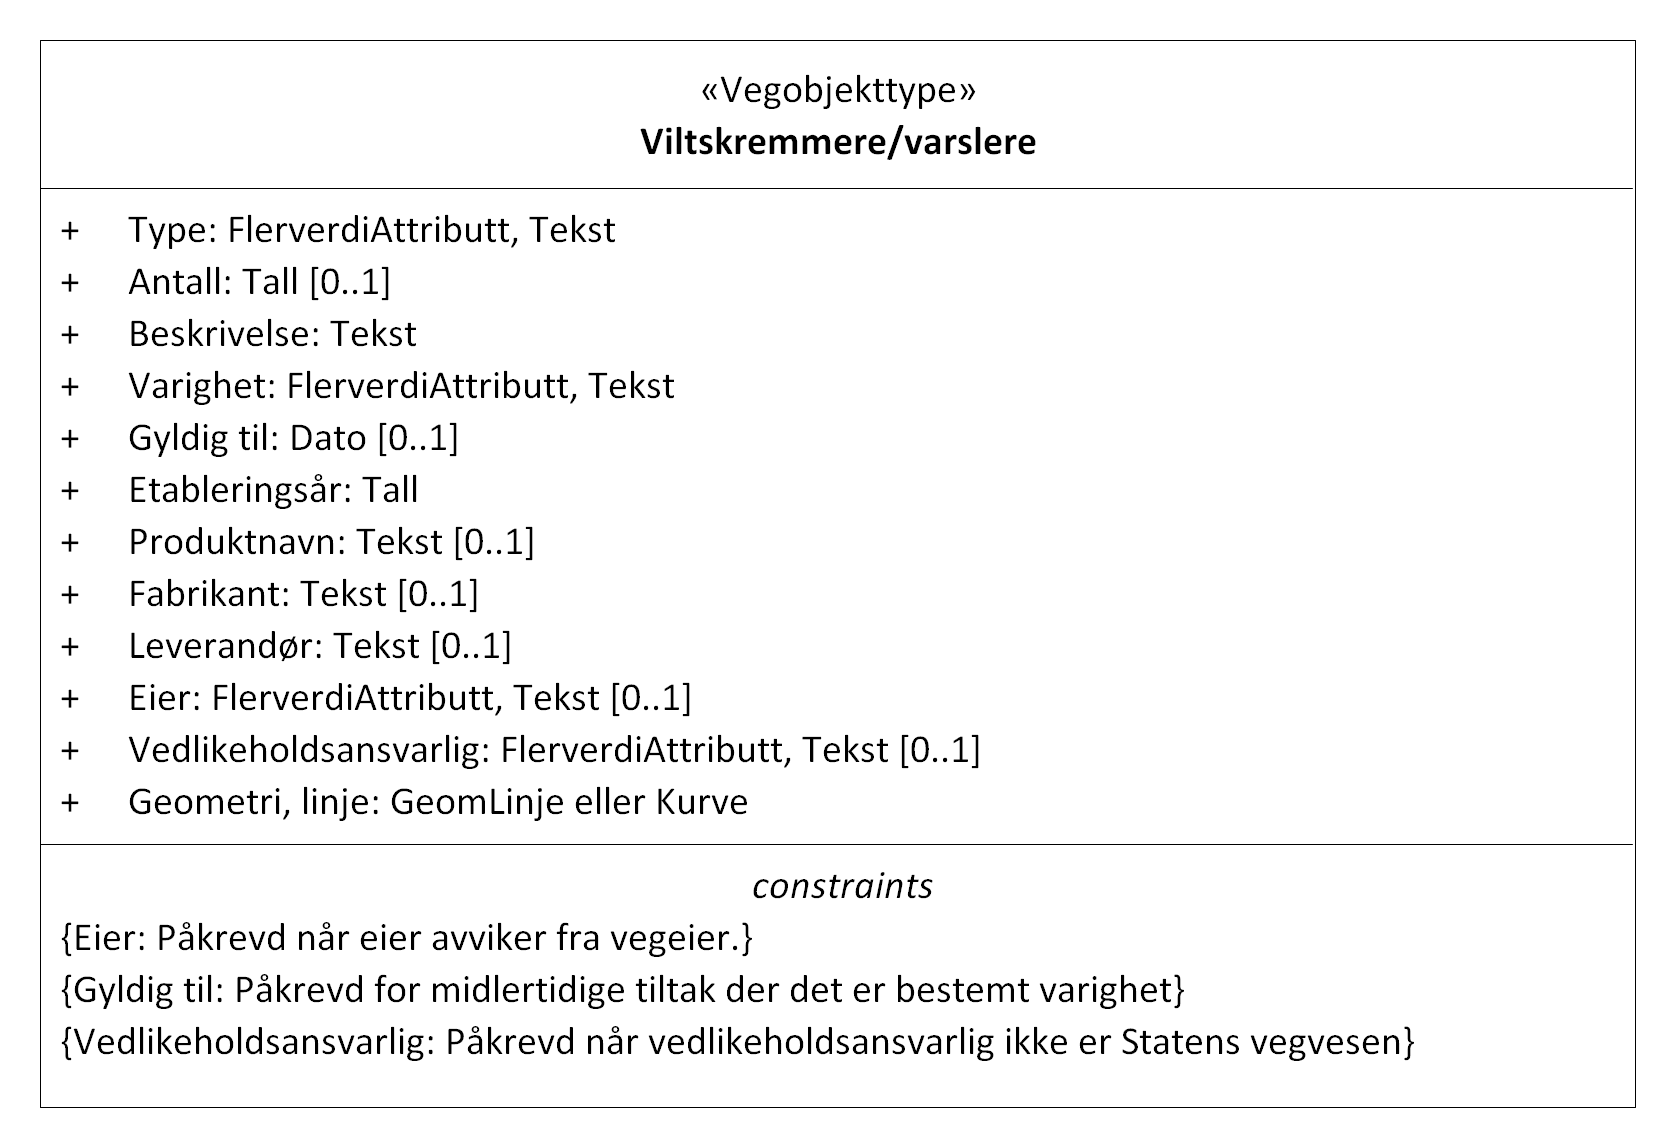 «Vegobjekttype»
Viltskremmere/varslere
+ Type: FlerverdiAttributt, Tekst
+ Antall: Tall [0..1]
+ Beskrivelse: Tekst
+ Varighet: FlerverdiAttributt, Tekst
+ Gyldig til: Dato [0..1]
+ Etableringsår: Tall
+ Produktnavn: Tekst [0..1]
+ Fabrikant: Tekst [0..1]
+ Leverandør: Tekst [0..1]
+ Eier: FlerverdiAttributt, Tekst [0..1]
+ Vedlikeholdsansvarlig: FlerverdiAttributt, Tekst [0..1]
+ Geometri, linje: GeomLinje eller Kurve
constraints
{Eier: Påkrevd når eier avviker fra vegeier.}
{Gyldig til: Påkrevd for midlertidige tiltak der det er bestemt varighet}
{Vedlikeholdsansvarlig: Påkrevd når vedlikeholdsansvarlig ikke er Statens vegvesen}